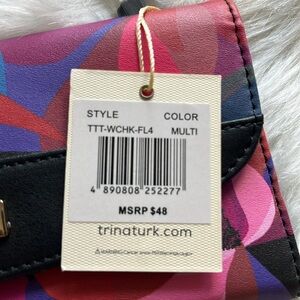 STYLE COLOR
TTT-WCHK-FL4 MULTI
4 890808 252277
MSRP $48
trinaturk.com